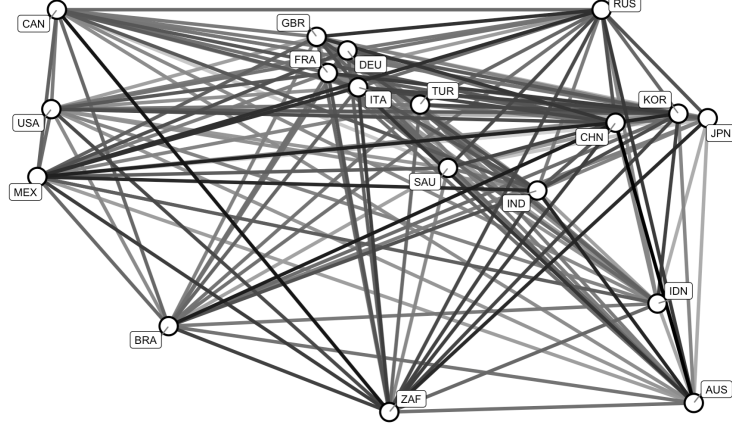 RUS
CAN
GBR
FRA
DEU
TUR
ITA
KOR
USA
CHN
JPN
SAU
MEX
IND
IDN
BRA
AUS
ZAF